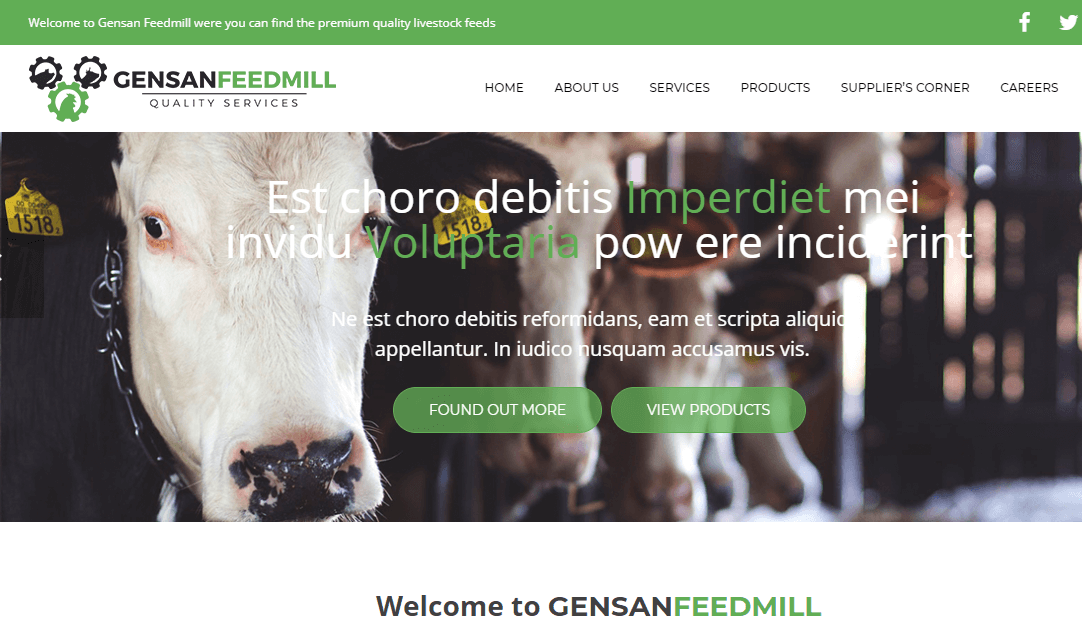 Welcome to Gensan Feedmill were you can find the premium quality livestock feeds
GENSANFEEDMILL
QUALITY SERVICES
HOME ABOUT US SERVICES PRODUCTS SUPPLIER'S CORNER CAREERS
Est choro debitis Imperdiet mei
invidu Voluptaria pow ere inciderint
1518
1518
Ne est choro debitis reformidans, eam et scripta aliquid
appellantur. In iudico nusquam accusamus vis.
FOUND OUT MORE VIEW PRODUCTS
Welcome to GENSANFEEDMILL